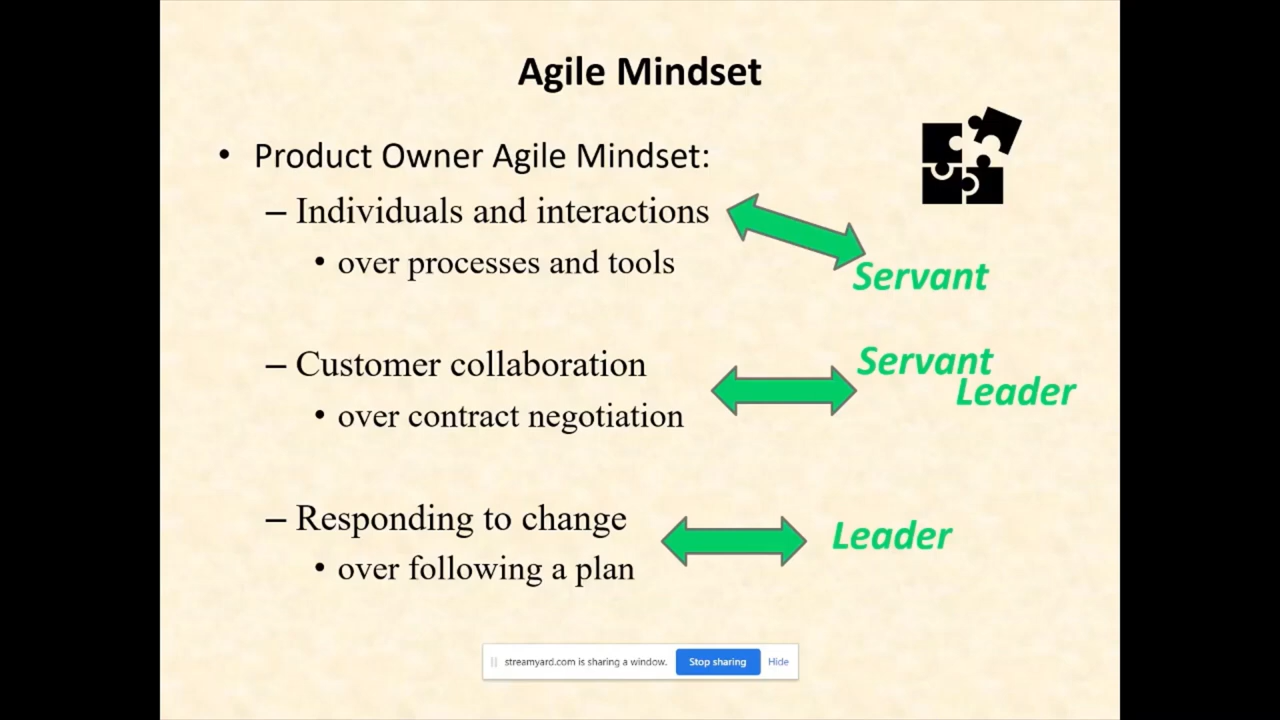 Agile Mindset
• Product Owner Agile Mindset:
– Individuals and interactions
• over processes and tools
Servant
– Customer collaboration
• over contract negotiation
Servant
Leader
– Responding to change
• over following a plan
Leader
streamyard.com is sharing a window. Stop sharing Hide